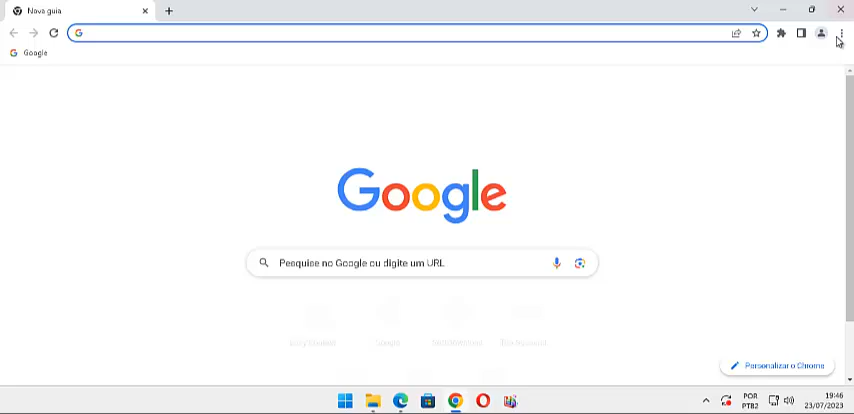 Nova guia
Google
Google
Pesquise no Google ou digite um URL
Google
Personalizar o Chrome
POR
PTB2
19:46
23/07/2023